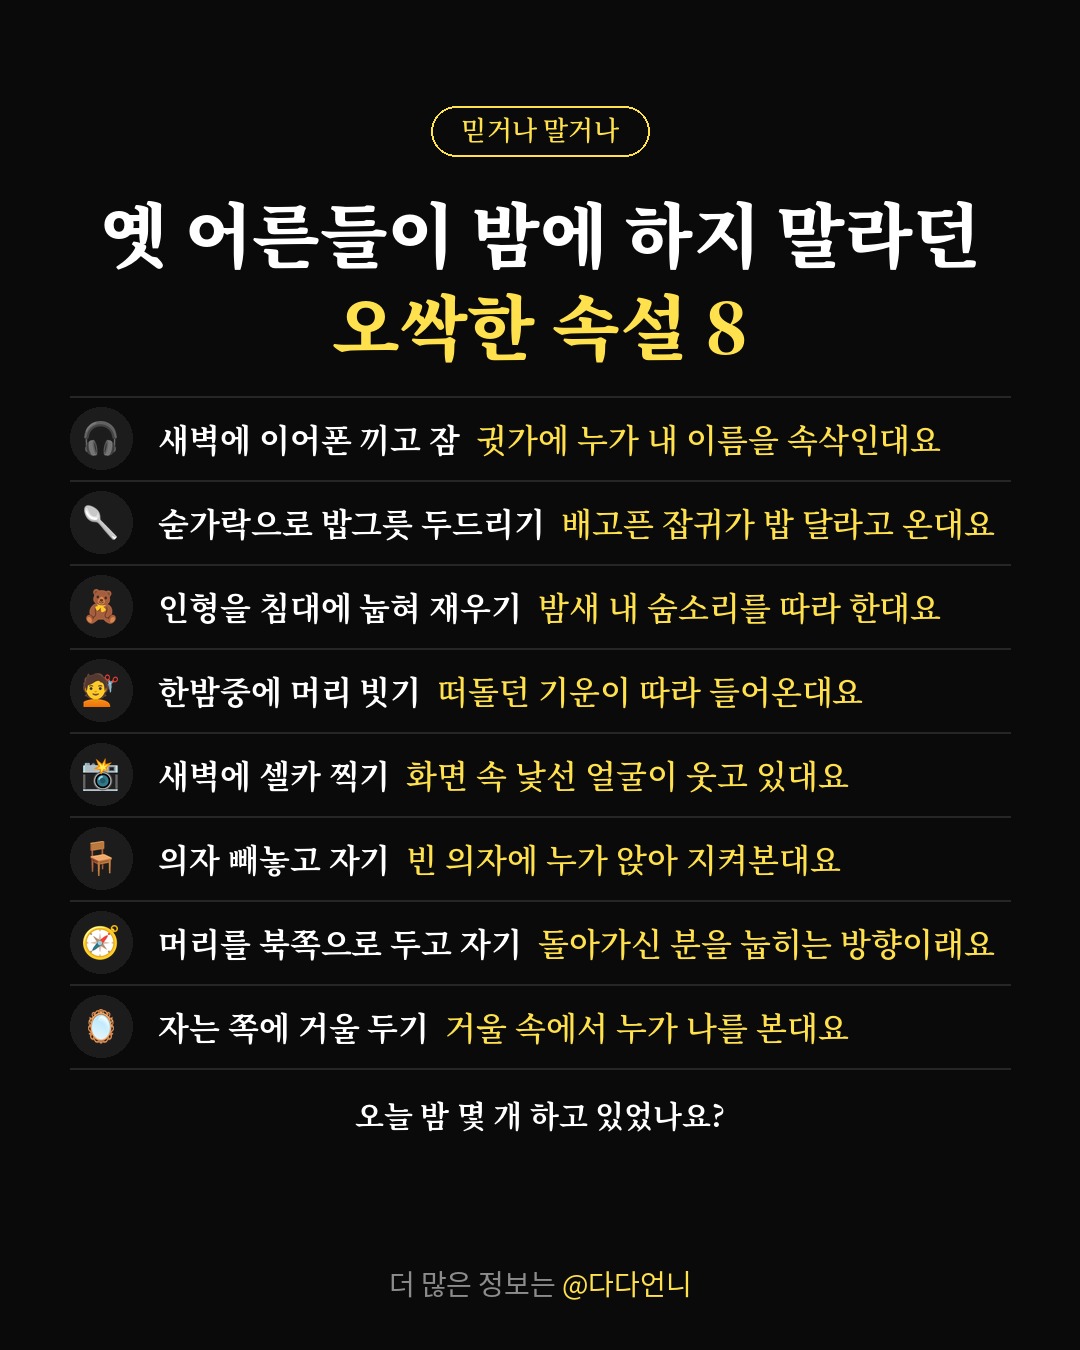 믿거나 말거나
옛 어른들이 밤에 하지 말라던
오싹한 속설 8
새벽에 이어폰 끼고 잠 귓가에 누가 내 이름을 속삭인대요
숟가락으로 밥그릇 두드리기 배고픈 잡귀가 밥 달라고 온대요
인형을 침대에 눕혀 재우기 밤새 내 숨소리를 따라 한대요
한밤중에 머리 빗기 떠돌던 기운이 따라 들어온대요
새벽에 셀카 찍기 화면 속 낯선 얼굴이 웃고 있대요
의자 빼놓고 자기 빈 의자에 누가 앉아 지켜본대요
머리를 북쪽으로 두고 자기 돌아가신 분을 눕히는 방향이래요
자는 쪽에 거울 두기 거울 속에서 누가 나를 본대요
오늘 밤 몇 개 하고 있었나요?
더 많은 정보는 @다다언니